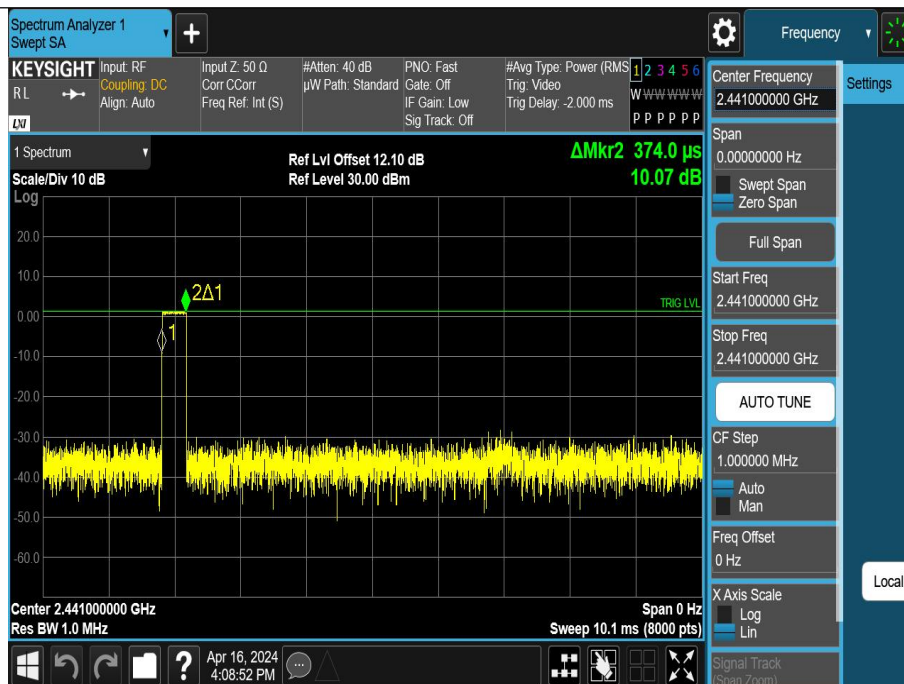 Spectrum Analyzer 1
Swept SA
Frequency
KEYSIGHT
R L
LXI
Input: RF
Coupling: DC
Align: Auto
Input Z: 50 Ω
Corr CCorr
Freq Ref: Int (S)
#Atten: 40 dB
µW Path: Standard
PNO: Fast
Gate: Off
IF Gain: Low
Sig Track: Off
#Avg Type: Power (RMS
Trig: Video
Trig Delay: -2.000 ms
1 2 3 4 5 6
W W W W W W
P P P P P P
1 Spectrum
Scale/Div 10 dB
Log
Ref Lvl Offset 12.10 dB
Ref Level 30.00 dBm
ΔMkr2 374.0 µs
10.07 dB
20.0
10.0
0.00
-10.0
-20.0
-30.0
-40.0
-50.0
-60.0
2Δ1
1
TRIG LVL
Center 2.441000000 GHz
Res BW 1.0 MHz
Span 0 Hz
Sweep 10.1 ms (8000 pts)
Apr 16, 2024
4:08:52 PM
Center Frequency
2.441000000 GHz
Span
0.00000000 Hz
Swept Span
Zero Span
Full Span
Start Freq
2.441000000 GHz
Stop Freq
2.441000000 GHz
AUTO TUNE
CF Step
1.000000 MHz
Auto
Man
Freq Offset
0 Hz
X Axis Scale
Log
Lin
Signal Track
(Span Zoom)
Settings
Local